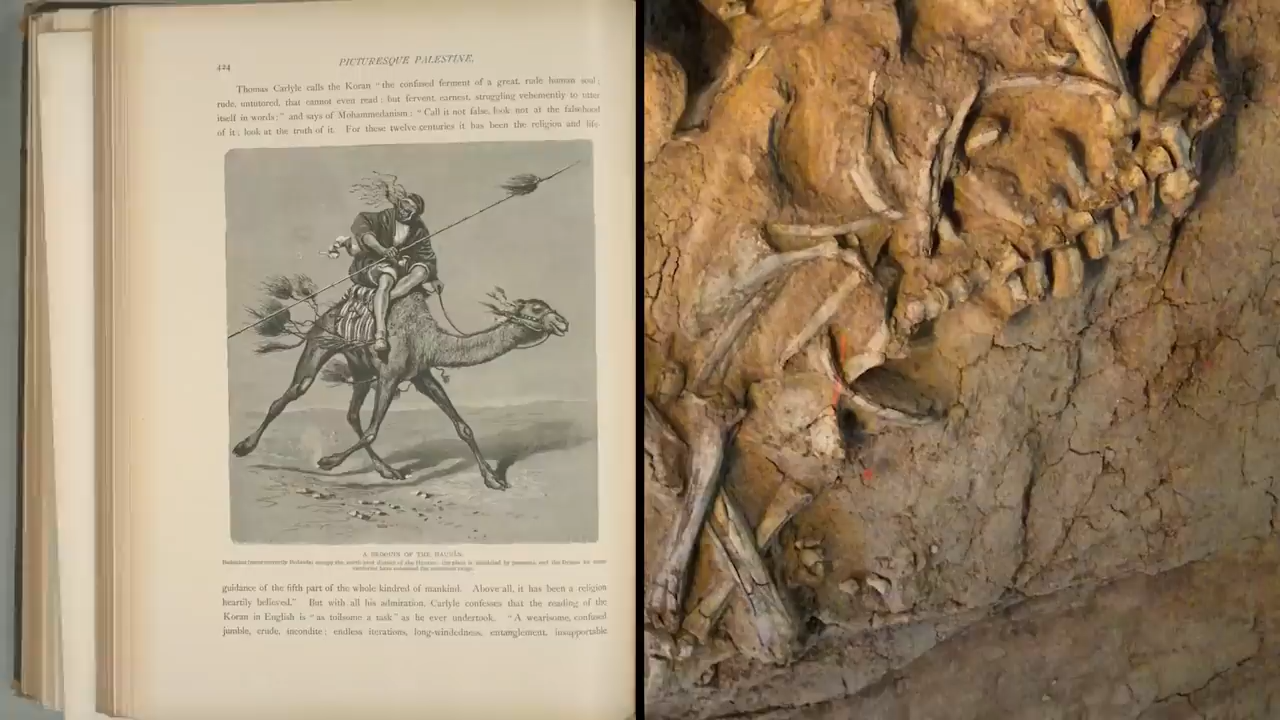 424
PICTURESQUE PALESTINE.
Thomas Carlyle calls the Koran "the confused ferment of a great, rude human soul;
rude, untutored, that cannot even read; but fervent, earnest, struggling vehemently to utter
itself in words;" and says of Mohammedanism: "Call it not false, look not at the falsehood
of it; look at the truth of it. For these twelve centuries it has been the religion and life-
A BEDOUIN OF THE HAURÂN.
guidance of the fifth part of the whole kindred of mankind. Above all, it has been a religion
heartily believed." But with all his admiration, Carlyle confesses that the reading of the
Koran in English is "as toilsome a task" as he ever undertook. "A wearisome, confused
jumble, crude, incondite; endless iterations, long-windedness, entanglement, insupportable